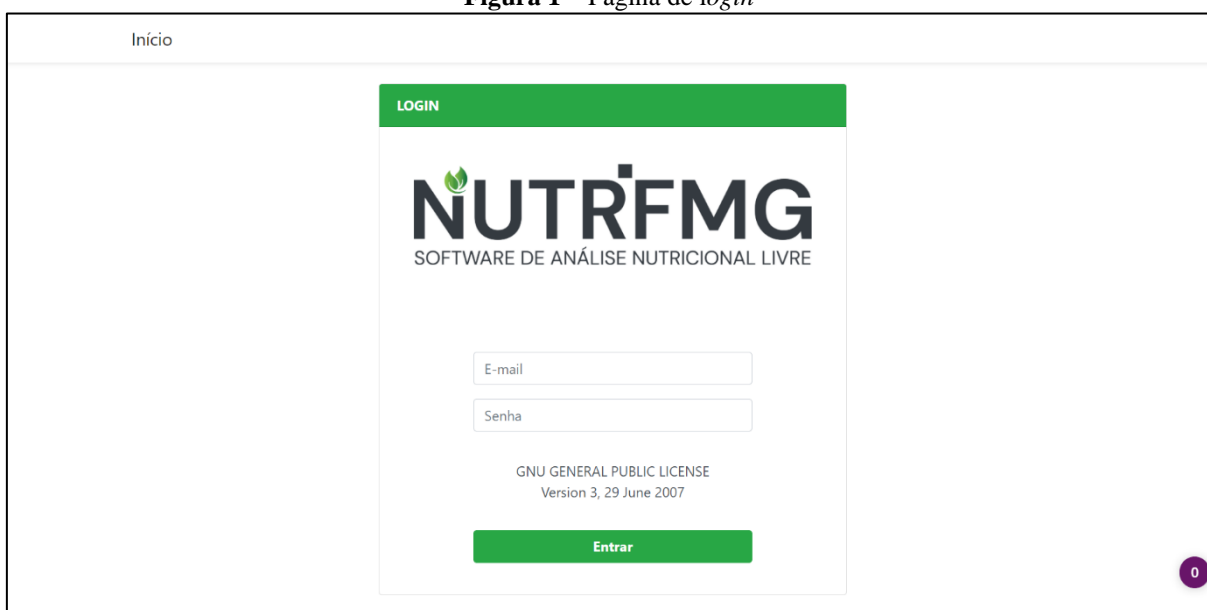 Figura 1 – Página de login
Início
LOGIN
NUTRIFMG
SOFTWARE DE ANÁLISE NUTRICIONAL LIVRE
E-mail
Senha
GNU GENERAL PUBLIC LICENSE
Version 3, 29 June 2007
Entrar
0